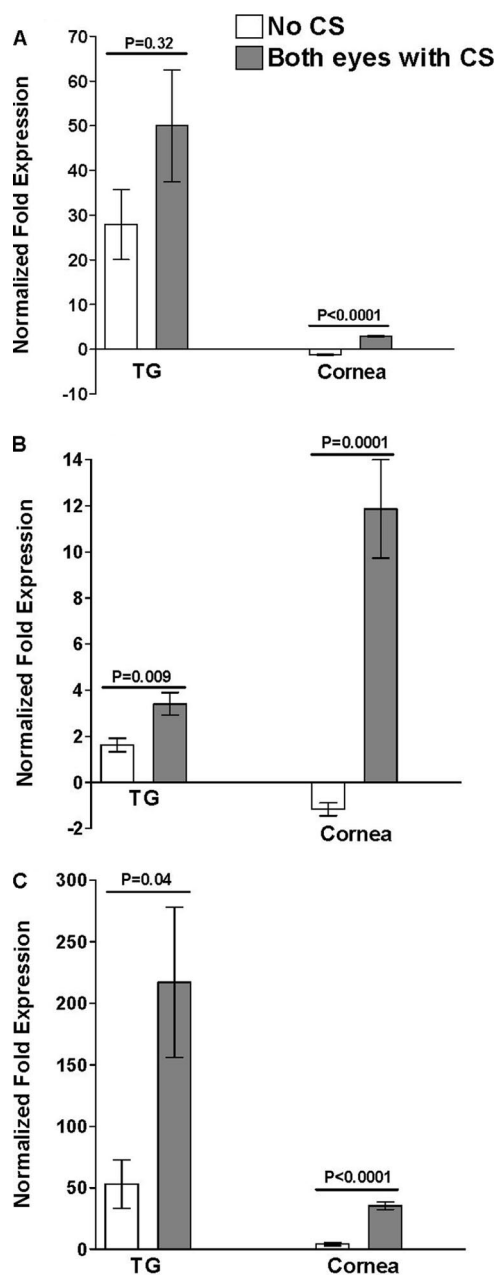 A
No CS
Both eyes with CS
Normalized Fold Expression
70
60
50
40
30
20
10
0
-10
P=0.32
P<0.0001
TG
Cornea
B
Normalized Fold Expression
14
12
10
8
6
4
2
0
-2
P=0.009
P=0.0001
TG
Cornea
C
Normalized Fold Expression
300
250
200
150
100
50
0
P=0.04
P<0.0001
TG
Cornea